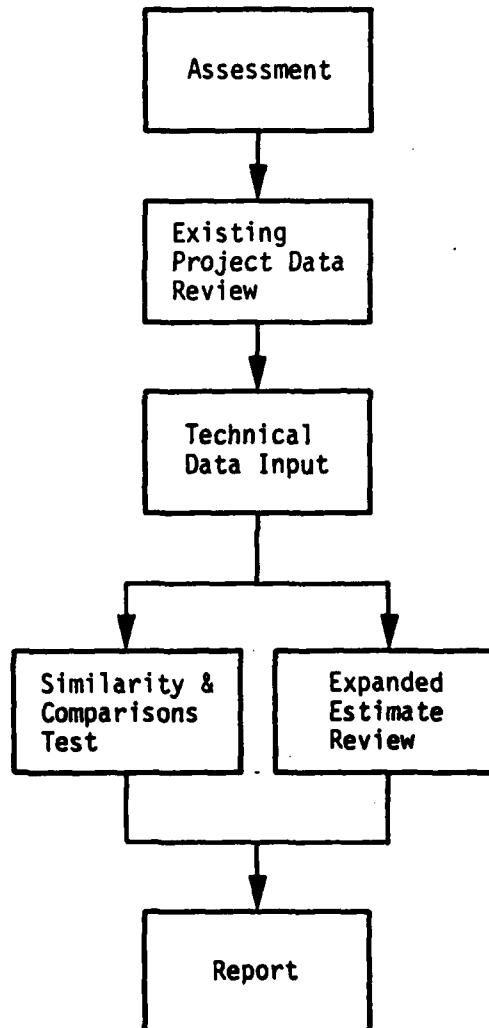 Assessment
Existing
Project Data
Review
Technical
Data Input
Similarity &
Comparisons
Test
Expanded
Estimate
Review
Report